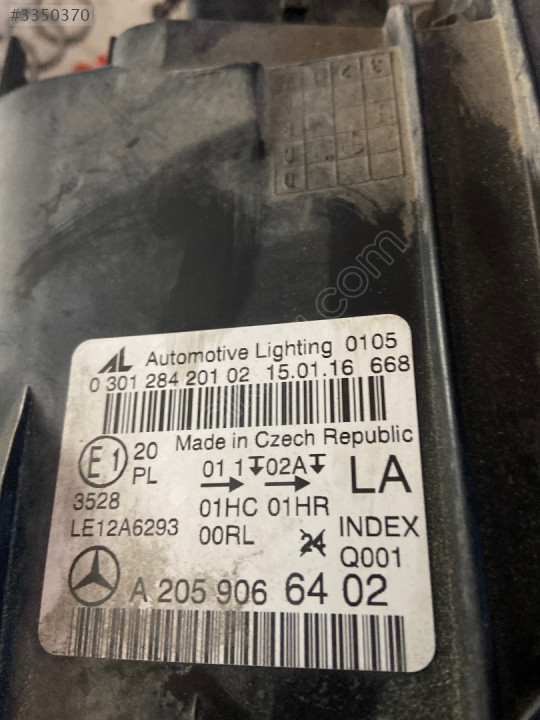 #3350370
AL Automotive Lighting 0105
0 301 284 201 02 15.01.16 668
Made in Czech Republic
E1 20 PL 01 1 02A LA
3528 01HC 01HR
LE12A6293 00RL 24 INDEX
Q001
A 205 906 64 02